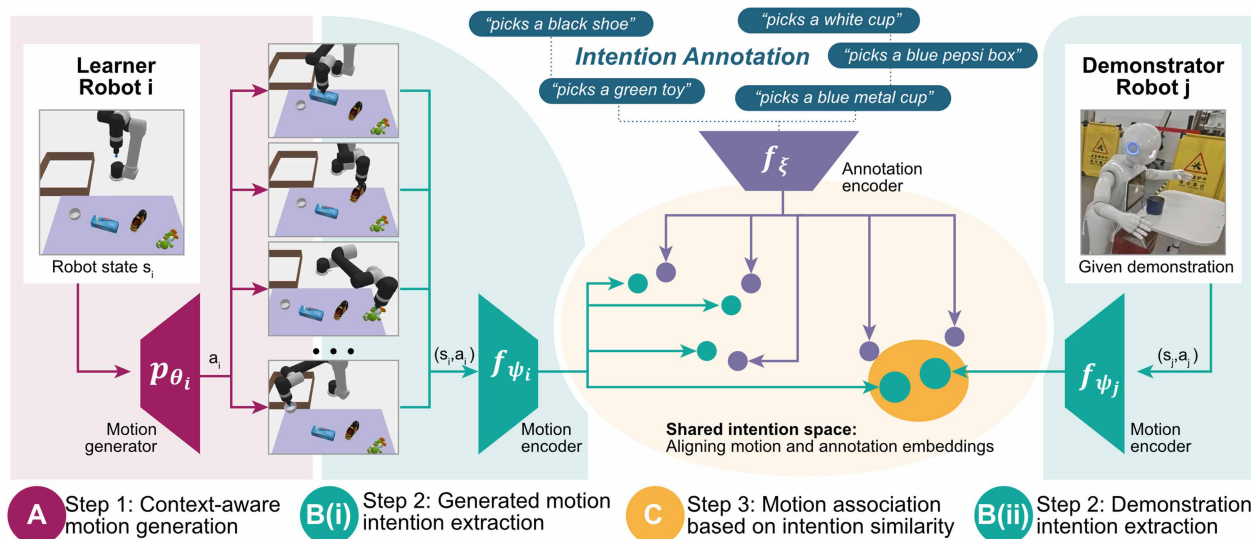 Learner
Robot i
Robot state sᵢ
pθᵢ
Motion
generator
aᵢ
• • •
(sᵢ,aᵢ)
fψᵢ
Motion
encoder
"picks a black shoe"
"picks a white cup"
Intention Annotation
"picks a blue pepsi box"
"picks a green toy"
"picks a blue metal cup"
fξ
Annotation
encoder
Shared intention space:
Aligning motion and annotation embeddings
Demonstrator
Robot j
Given demonstration
(sⱼ,aⱼ)
fψⱼ
Motion
encoder
A
Step 1: Context-aware
motion generation
B(i)
Step 2: Generated motion
intention extraction
C
Step 3: Motion association
based on intention similarity
B(ii)
Step 2: Demonstration
intention extraction